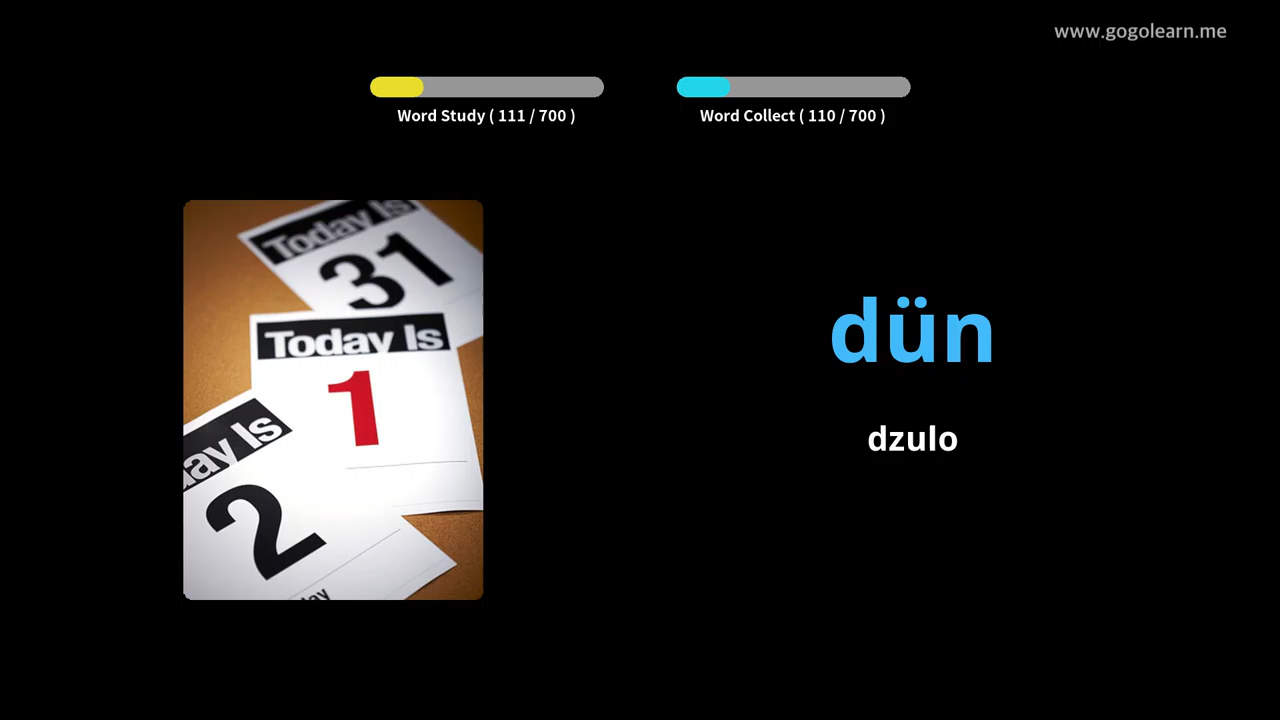 www.gogolearn.me
Word Study ( 111 / 700 )
Word Collect ( 110 / 700 )
Today Is
31
Today Is
1
ay Is
2
dün
dzulo